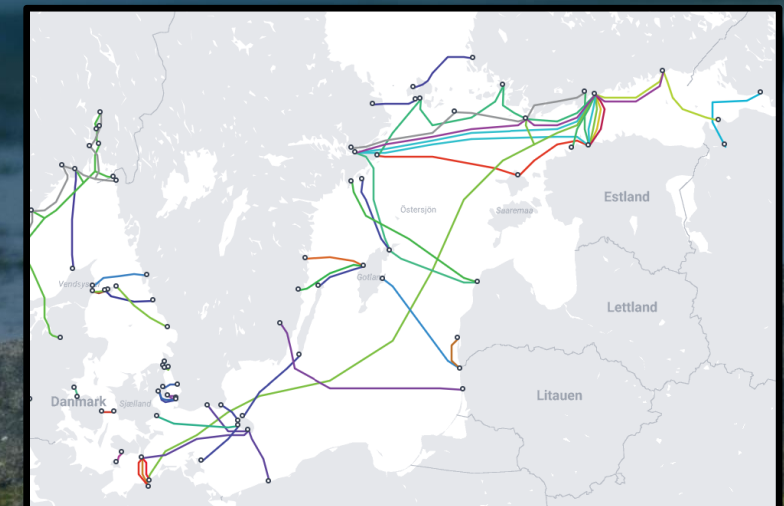 Estland
Östersjön
Saaremaa
Gotland
Vendsyssel
Lettland
Litauen
Danmark
Sjælland